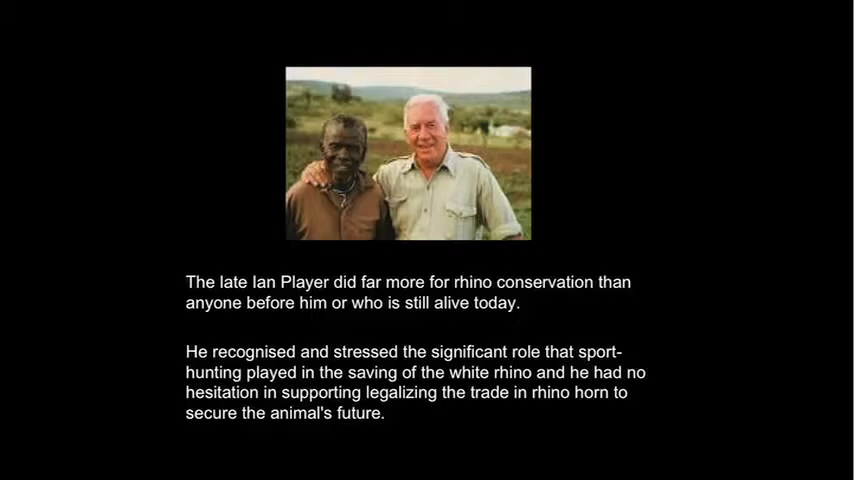 The late Ian Player did far more for rhino conservation than
anyone before him or who is still alive today.
He recognised and stressed the significant role that sport-
hunting played in the saving of the white rhino and he had no
hesitation in supporting legalizing the trade in rhino horn to
secure the animal's future.